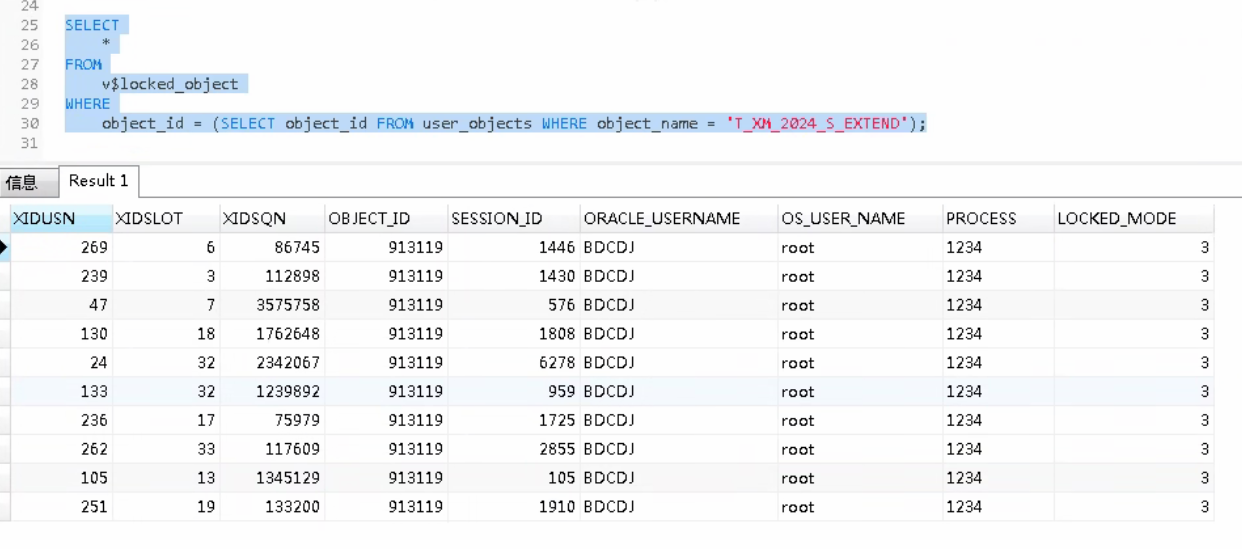 24
25 SELECT
26 *
27 FROM
28 v$locked_object
29 WHERE
30 object_id = (SELECT object_id FROM user_objects WHERE object_name = 'T_XM_2024_S_EXTEND');
31
信息 Result 1
XIDUSN XIDSLOT XIDSQN OBJECT_ID SESSION_ID ORACLE_USERNAME OS_USER_NAME PROCESS LOCKED_MODE
269 6 86745 913119 1446 BDCDJ root 1234 3
239 3 112898 913119 1430 BDCDJ root 1234 3
47 7 3575758 913119 576 BDCDJ root 1234 3
130 18 1762648 913119 1808 BDCDJ root 1234 3
24 32 2342067 913119 6278 BDCDJ root 1234 3
133 32 1239892 913119 959 BDCDJ root 1234 3
236 17 75979 913119 1725 BDCDJ root 1234 3
262 33 117609 913119 2855 BDCDJ root 1234 3
105 13 1345129 913119 105 BDCDJ root 1234 3
251 19 133200 913119 1910 BDCDJ root 1234 3